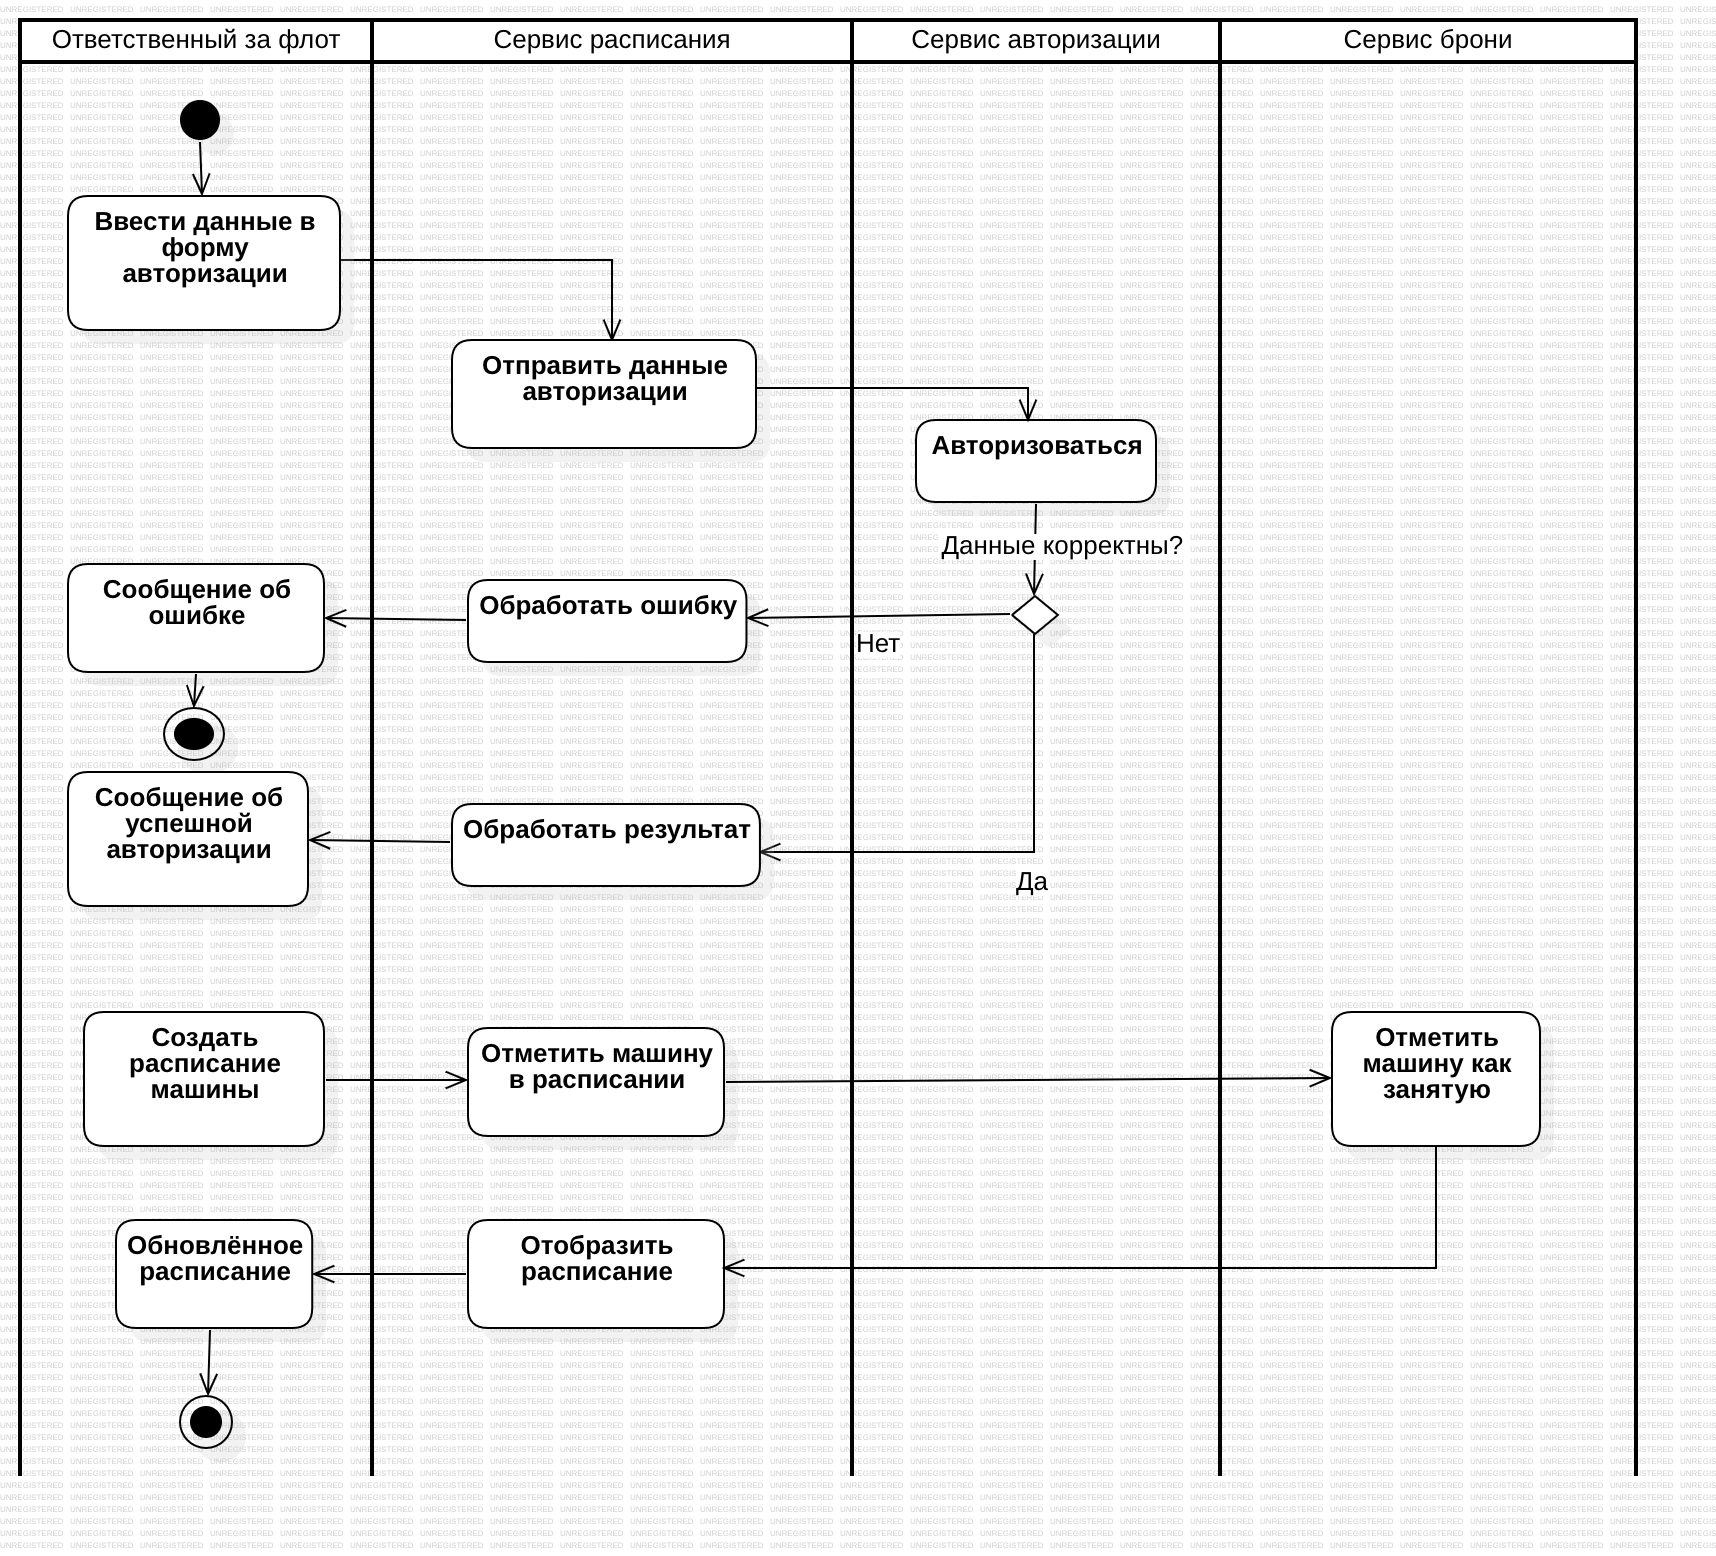 Ответственный за флот
Сервис расписания
Сервис авторизации
Сервис брони
Ввести данные в
форму
авторизации
Отправить данные
авторизации
Авторизоваться
Данные корректны?
Сообщение об
ошибке
Обработать ошибку
Нет
Сообщение об
успешной
авторизации
Обработать результат
Да
Создать
расписание
машины
Отметить машину
в расписании
Отметить
машину как
занятую
Обновлённое
расписание
Отобразить
расписание
UNREGISTERED